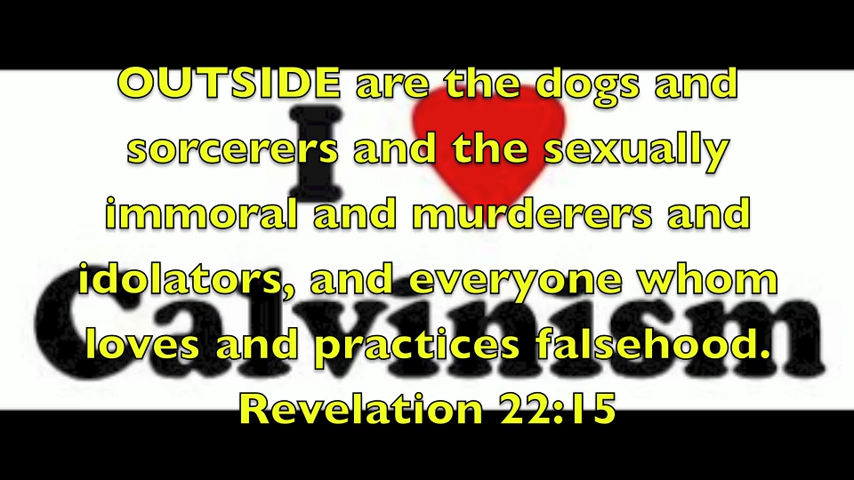 OUTSIDE are the dogs and
sorcerers and the sexually
immoral and murderers and
idolators, and everyone whom
loves and practices falsehood.
Revelation 22:15
I
Calvinism